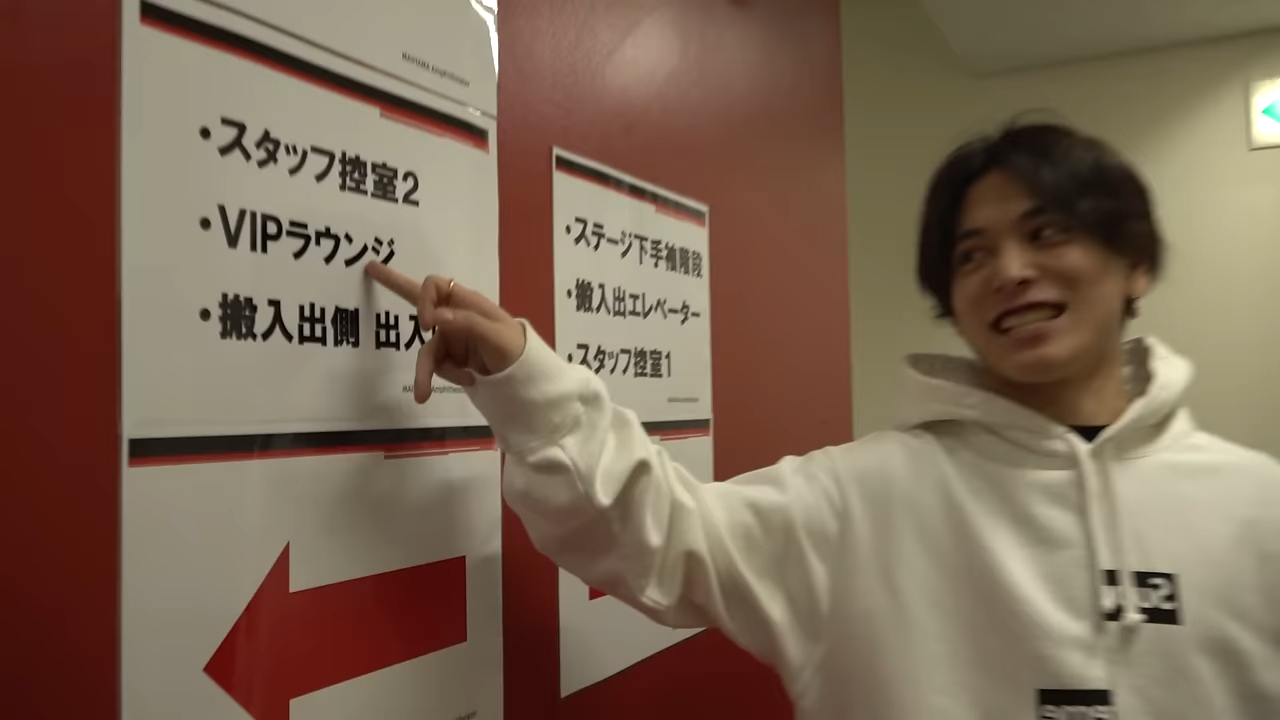 MAIHAMA Amphitheater
・スタッフ控室2
・VIPラウンジ
・搬入出側 出入
・ステージ下手袖階段
・搬入出エレベーター
・スタッフ控室1